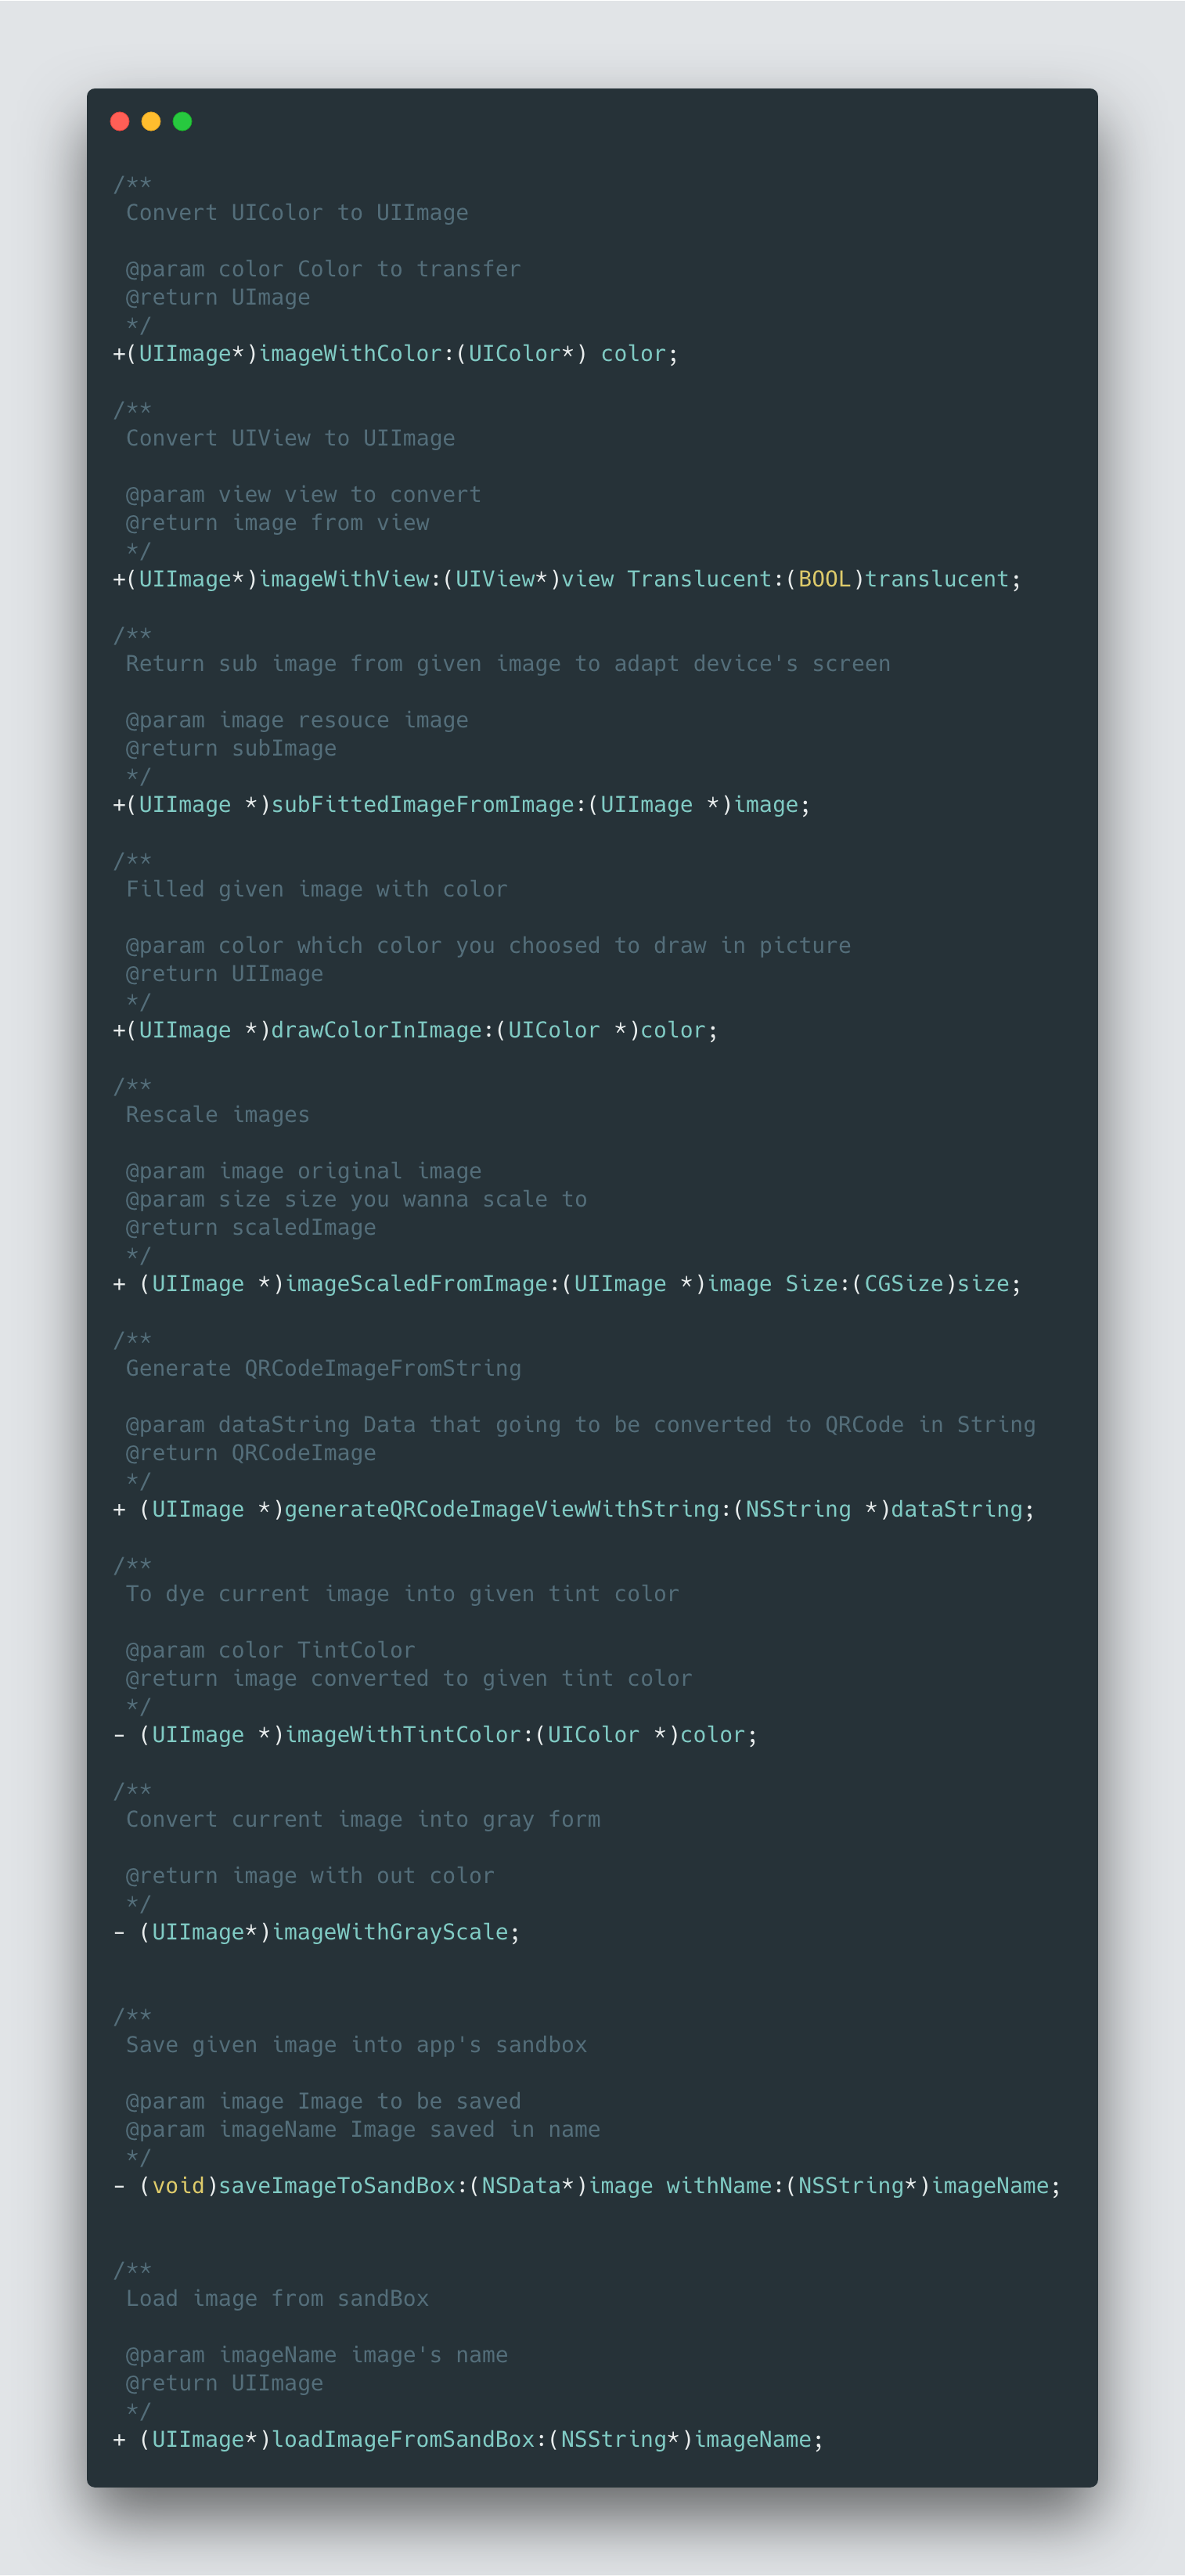 /**
 Convert UIColor to UIImage

 @param color Color to transfer
 @return UImage
 */
+(UIImage*)imageWithColor:(UIColor*) color;

/**
 Convert UIView to UIImage

 @param view view to convert
 @return image from view
 */
+(UIImage*)imageWithView:(UIView*)view Translucent:(BOOL)translucent;

/**
 Return sub image from given image to adapt device's screen

 @param image resouce image
 @return subImage
 */
+(UIImage *)subFittedImageFromImage:(UIImage *)image;

/**
 Filled given image with color

 @param color which color you choosed to draw in picture
 @return UIImage
 */
+(UIImage *)drawColorInImage:(UIColor *)color;

/**
 Rescale images

 @param image original image
 @param size size you wanna scale to
 @return scaledImage
 */
+ (UIImage *)imageScaledFromImage:(UIImage *)image Size:(CGSize)size;

/**
 Generate QRCodeImageFromString

 @param dataString Data that going to be converted to QRCode in String
 @return QRCodeImage
 */
+ (UIImage *)generateQRCodeImageViewWithString:(NSString *)dataString;

/**
 To dye current image into given tint color

 @param color TintColor
 @return image converted to given tint color
 */
- (UIImage *)imageWithTintColor:(UIColor *)color;

/**
 Convert current image into gray form

 @return image with out color
 */
- (UIImage*)imageWithGrayScale;


/**
 Save given image into app's sandbox

 @param image Image to be saved
 @param imageName Image saved in name
 */
- (void)saveImageToSandBox:(NSData*)image withName:(NSString*)imageName;


/**
 Load image from sandBox

 @param imageName image's name
 @return UIImage
 */
+ (UIImage*)loadImageFromSandBox:(NSString*)imageName;